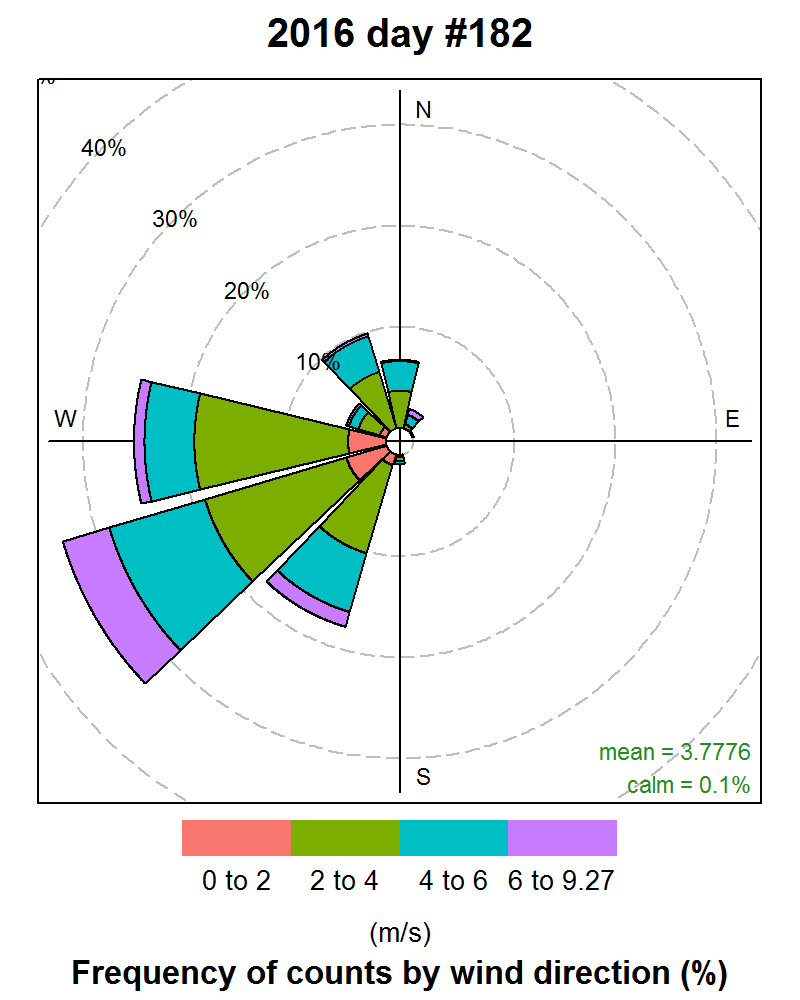 2016 day #182
%
N
40%
30%
20%
10%
W
E
mean = 3.7776
S
calm = 0.1%
0 to 2 2 to 4 4 to 6 6 to 9.27
(m/s)
Frequency of counts by wind direction (%)